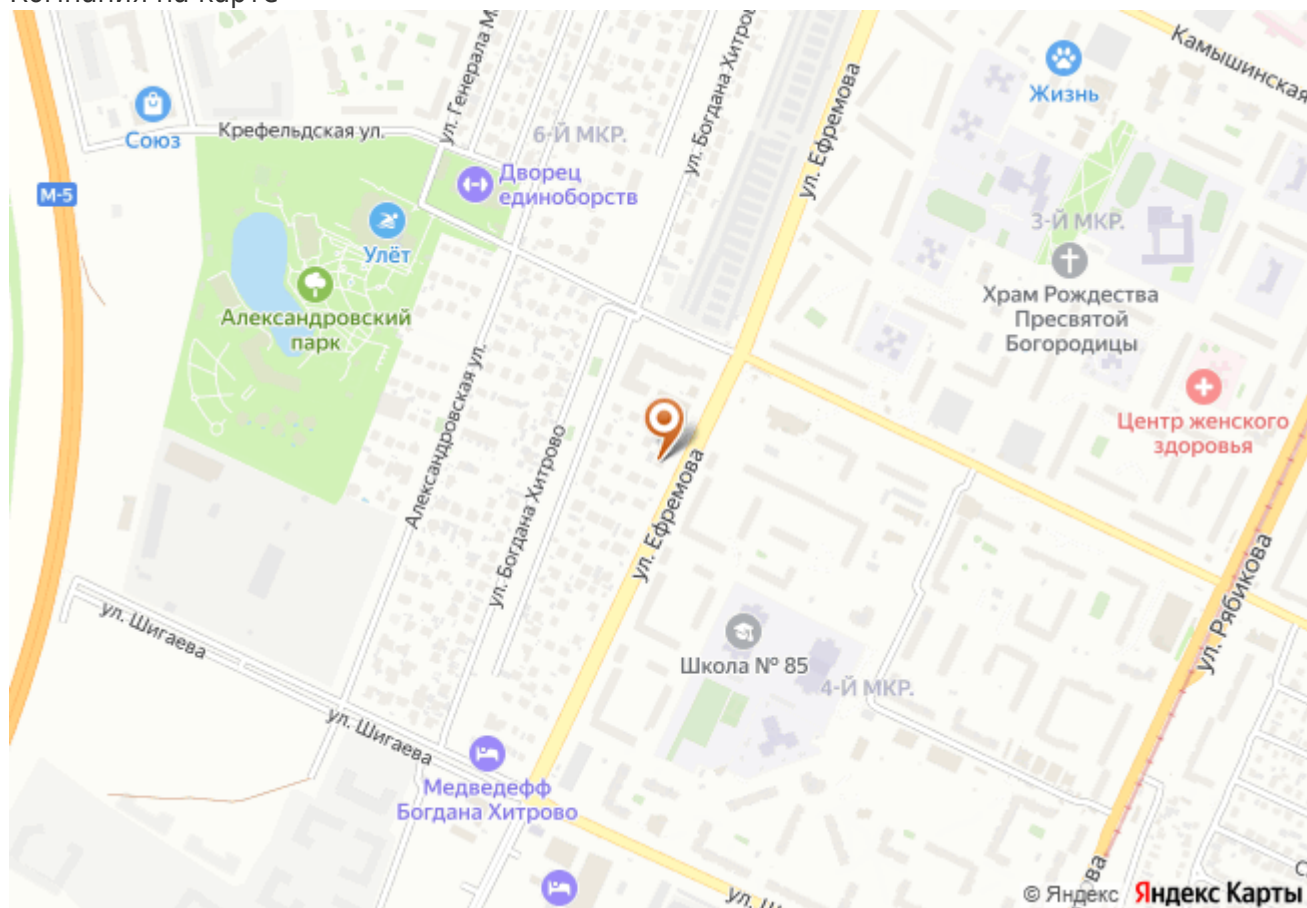 Компания на карте
Камышинская
Жизнь
ул. Генерала М
ул. Богдана Хитрово
ул. Ефремова
Союз
Крефельдская ул.
6-Й МКР.
М-5
Дворец
единоборств
Улёт
3-Й МКР.
Храм Рождества
Пресвятой
Богородицы
Александровский
парк
Александровская ул.
Центр женского
здоровья
ул. Богдана Хитрово
ул. Ефремова
ул. Рябикова
ул. Шигаева
Школа № 85
4-Й МКР.
ул. Шигаева
Медведефф
Богдана Хитрово
ул. Ш
ова
© Яндекс Яндекс Карты